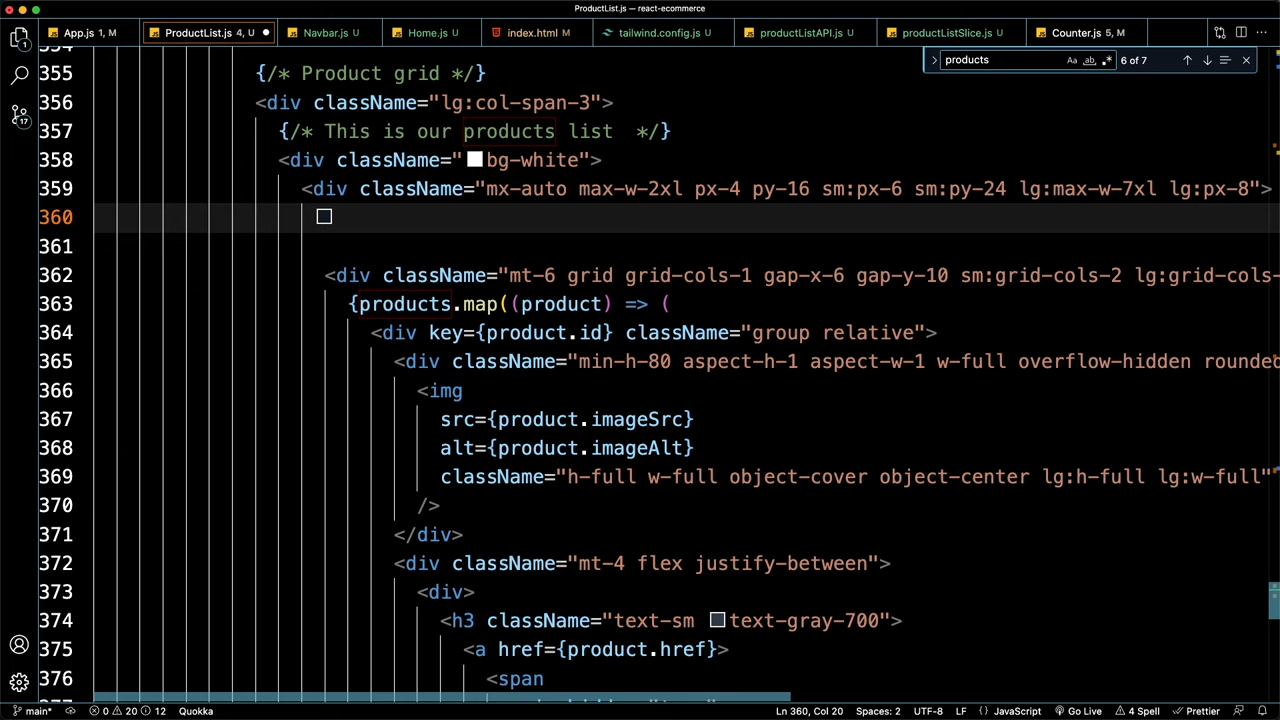 ProductList.js — react-ecommerce
App.js 1, M
ProductList.js 4, U
Navbar.js U
Home.js U
index.html M
tailwind.config.js U
productListAPI.js U
productListSlice.js U
Counter.js 5, M
products
Aa ab .*
6 of 7
355 {/* Product grid */}
356 <div className="lg:col-span-3">
357 {/* This is our products list  */}
358 <div className="bg-white">
359 <div className="mx-auto max-w-2xl px-4 py-16 sm:px-6 sm:py-24 lg:max-w-7xl lg:px-8">
360
361
362 <div className="mt-6 grid grid-cols-1 gap-x-6 gap-y-10 sm:grid-cols-2 lg:grid-cols-
363 {products.map((product) => (
364 <div key={product.id} className="group relative">
365 <div className="min-h-80 aspect-h-1 aspect-w-1 w-full overflow-hidden rounded
366 <img
367 src={product.imageSrc}
368 alt={product.imageAlt}
369 className="h-full w-full object-cover object-center lg:h-full lg:w-full"
370 />
371 </div>
372 <div className="mt-4 flex justify-between">
373 <div>
374 <h3 className="text-sm text-gray-700">
375 <a href={product.href}>
376 <span
1
17
main*
0 20 12
Quokka
Ln 360, Col 20
Spaces: 2
UTF-8
LF
{} JavaScript
Go Live
4 Spell
Prettier